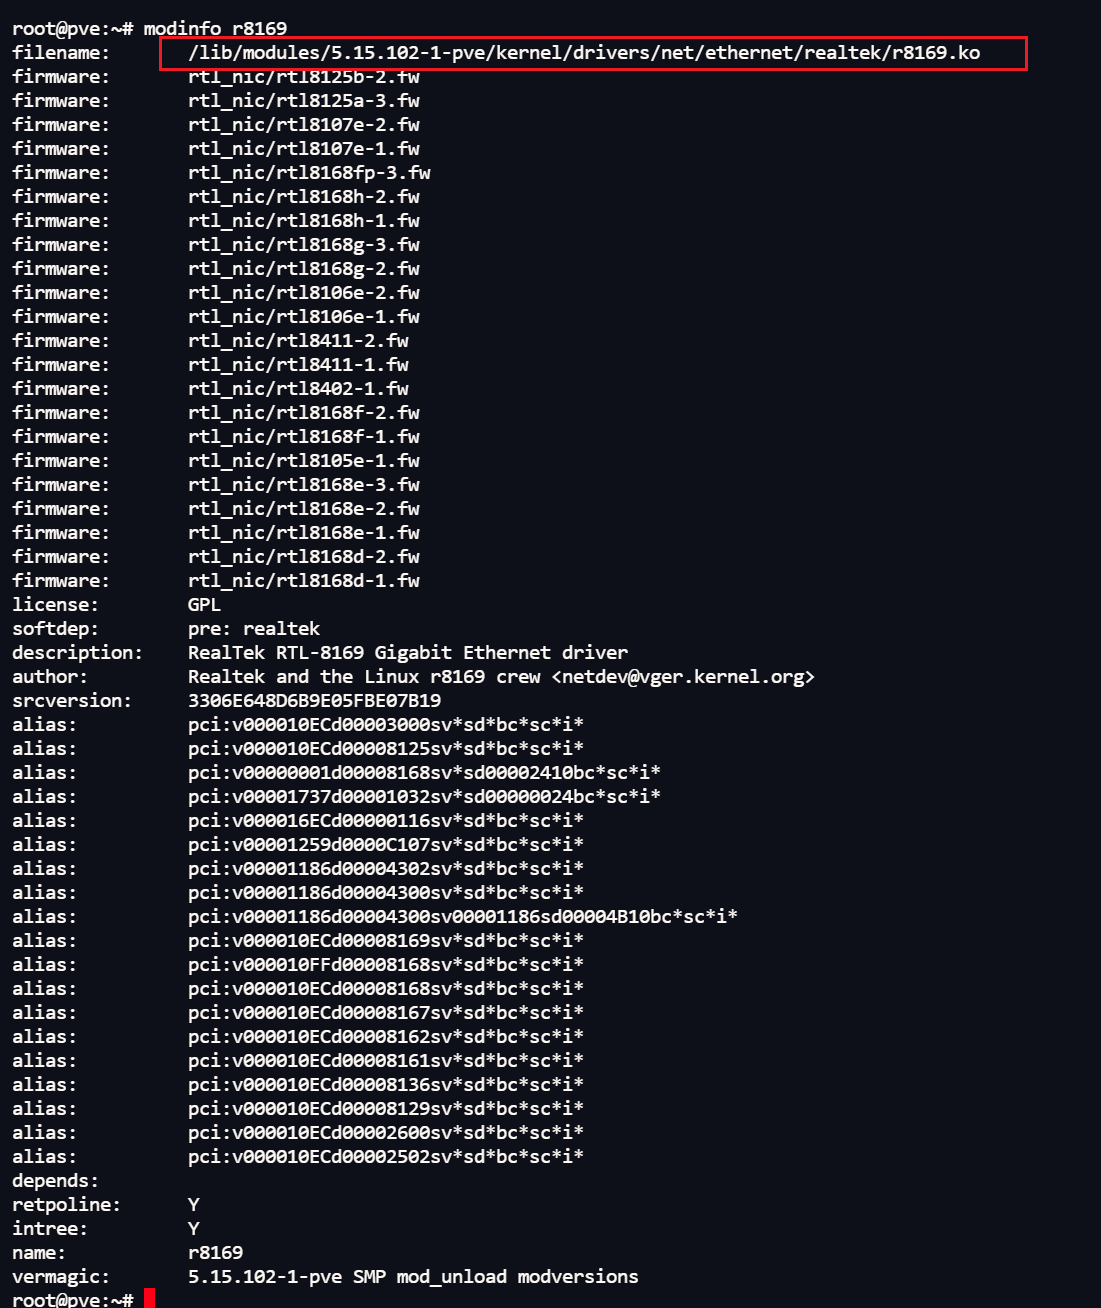 root@pve:~# modinfo r8169
filename:       /lib/modules/5.15.102-1-pve/kernel/drivers/net/ethernet/realtek/r8169.ko
firmware:       rtl_nic/rtl8125b-2.fw
firmware:       rtl_nic/rtl8125a-3.fw
firmware:       rtl_nic/rtl8107e-2.fw
firmware:       rtl_nic/rtl8107e-1.fw
firmware:       rtl_nic/rtl8168fp-3.fw
firmware:       rtl_nic/rtl8168h-2.fw
firmware:       rtl_nic/rtl8168h-1.fw
firmware:       rtl_nic/rtl8168g-3.fw
firmware:       rtl_nic/rtl8168g-2.fw
firmware:       rtl_nic/rtl8106e-2.fw
firmware:       rtl_nic/rtl8106e-1.fw
firmware:       rtl_nic/rtl8411-2.fw
firmware:       rtl_nic/rtl8411-1.fw
firmware:       rtl_nic/rtl8402-1.fw
firmware:       rtl_nic/rtl8168f-2.fw
firmware:       rtl_nic/rtl8168f-1.fw
firmware:       rtl_nic/rtl8105e-1.fw
firmware:       rtl_nic/rtl8168e-3.fw
firmware:       rtl_nic/rtl8168e-2.fw
firmware:       rtl_nic/rtl8168e-1.fw
firmware:       rtl_nic/rtl8168d-2.fw
firmware:       rtl_nic/rtl8168d-1.fw
license:        GPL
softdep:        pre: realtek
description:    RealTek RTL-8169 Gigabit Ethernet driver
author:         Realtek and the Linux r8169 crew <netdev@vger.kernel.org>
srcversion:     3306E648D6B9E05FBE07B19
alias:          pci:v000010ECd00003000sv*sd*bc*sc*i*
alias:          pci:v000010ECd00008125sv*sd*bc*sc*i*
alias:          pci:v00000001d00008168sv*sd00002410bc*sc*i*
alias:          pci:v00001737d00001032sv*sd00000024bc*sc*i*
alias:          pci:v000016ECd00000116sv*sd*bc*sc*i*
alias:          pci:v00001259d0000C107sv*sd*bc*sc*i*
alias:          pci:v00001186d00004302sv*sd*bc*sc*i*
alias:          pci:v00001186d00004300sv*sd*bc*sc*i*
alias:          pci:v00001186d00004300sv00001186sd00004B10bc*sc*i*
alias:          pci:v000010ECd00008169sv*sd*bc*sc*i*
alias:          pci:v000010FFd00008168sv*sd*bc*sc*i*
alias:          pci:v000010ECd00008168sv*sd*bc*sc*i*
alias:          pci:v000010ECd00008167sv*sd*bc*sc*i*
alias:          pci:v000010ECd00008162sv*sd*bc*sc*i*
alias:          pci:v000010ECd00008161sv*sd*bc*sc*i*
alias:          pci:v000010ECd00008136sv*sd*bc*sc*i*
alias:          pci:v000010ECd00008129sv*sd*bc*sc*i*
alias:          pci:v000010ECd00002600sv*sd*bc*sc*i*
alias:          pci:v000010ECd00002502sv*sd*bc*sc*i*
depends:
retpoline:      Y
intree:         Y
name:           r8169
vermagic:       5.15.102-1-pve SMP mod_unload modversions
root@pve:~#